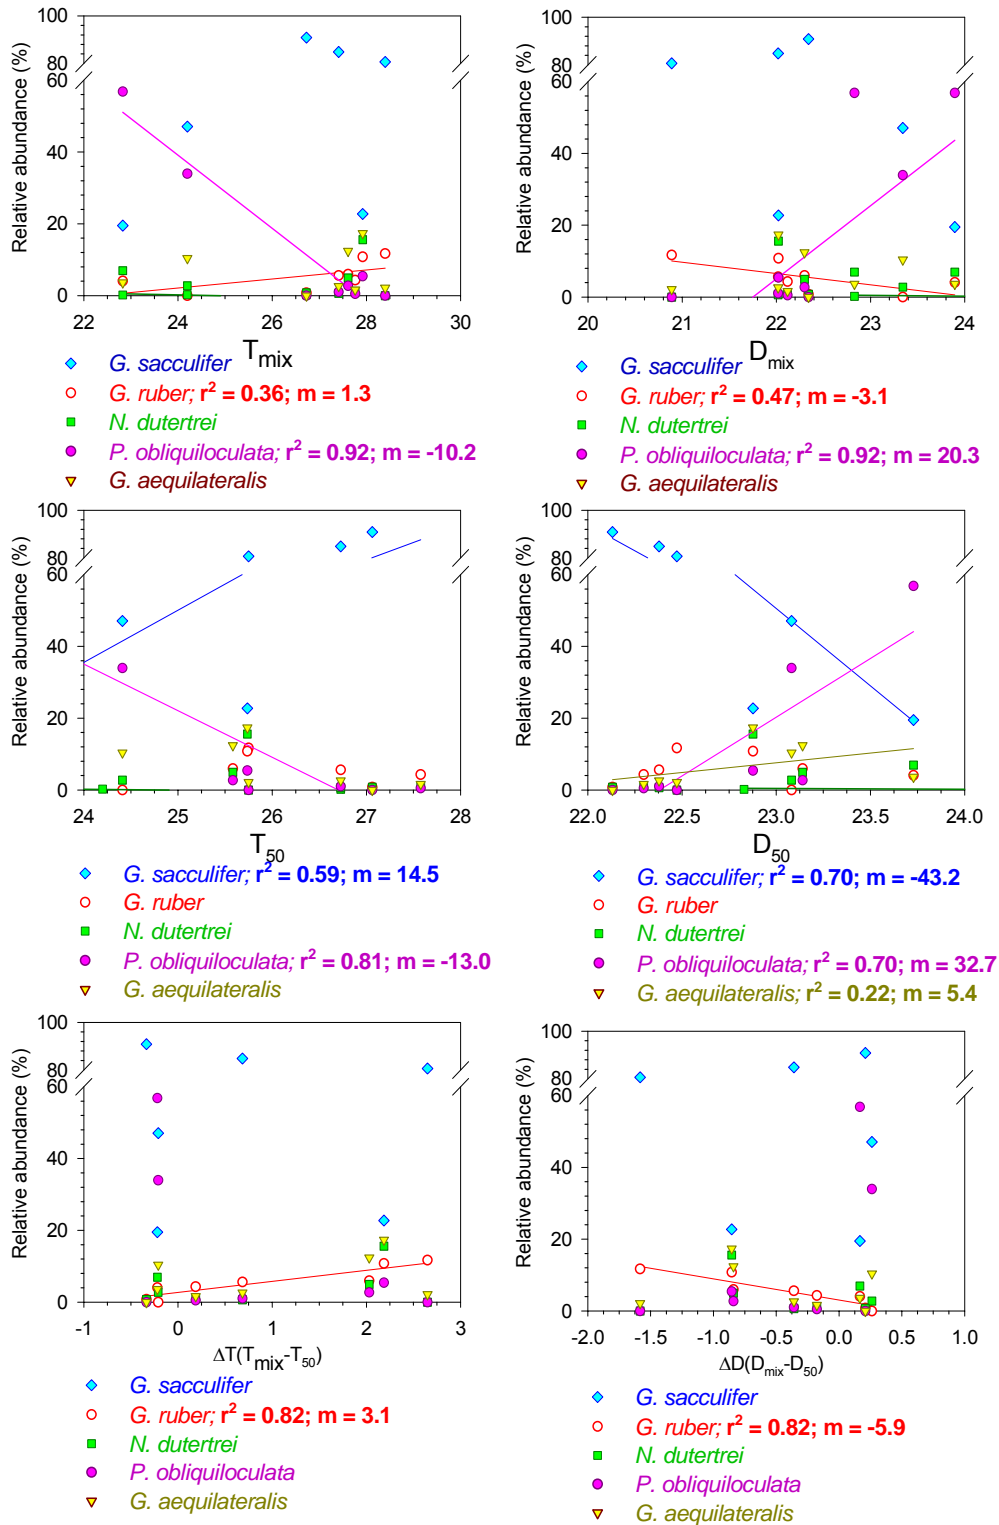 Relative abundance (%)
100
80
60
40
20
0
22 24 26 28 30
T mix
G. sacculifer
G. ruber; r² = 0.36; m = 1.3
N. dutertrei
P. obliquiloculata; r² = 0.92; m = -10.2
G. aequilateralis
Relative abundance (%)
100
80
60
40
20
0
20 21 22 23 24
D mix
G. sacculifer
G. ruber; r² = 0.47; m = -3.1
N. dutertrei
P. obliquiloculata; r² = 0.92; m = 20.3
G. aequilateralis
Relative abundance (%)
100
80
60
40
20
0
24 25 26 27 28
T50
G. sacculifer; r² = 0.59; m = 14.5
G. ruber
N. dutertrei
P. obliquiloculata; r² = 0.81; m = -13.0
G. aequilateralis
Relative abundance (%)
100
80
60
40
20
0
22.0 22.5 23.0 23.5 24.0
D50
G. sacculifer; r² = 0.70; m = -43.2
G. ruber
N. dutertrei
P. obliquiloculata; r² = 0.70; m = 32.7
G. aequilateralis; r² = 0.22; m = 5.4
Relative abundance (%)
100
80
60
40
20
0
-1 0 1 2 3
ΔT(Tmix-T50)
G. sacculifer
G. ruber; r² = 0.82; m = 3.1
N. dutertrei
P. obliquiloculata
G. aequilateralis
Relative abundance (%)
100
80
60
40
20
0
-2.0 -1.5 -1.0 -0.5 0.0 0.5 1.0
ΔD(Dmix-D50)
G. sacculifer
G. ruber; r² = 0.82; m = -5.9
N. dutertrei
P. obliquiloculata
G. aequilateralis